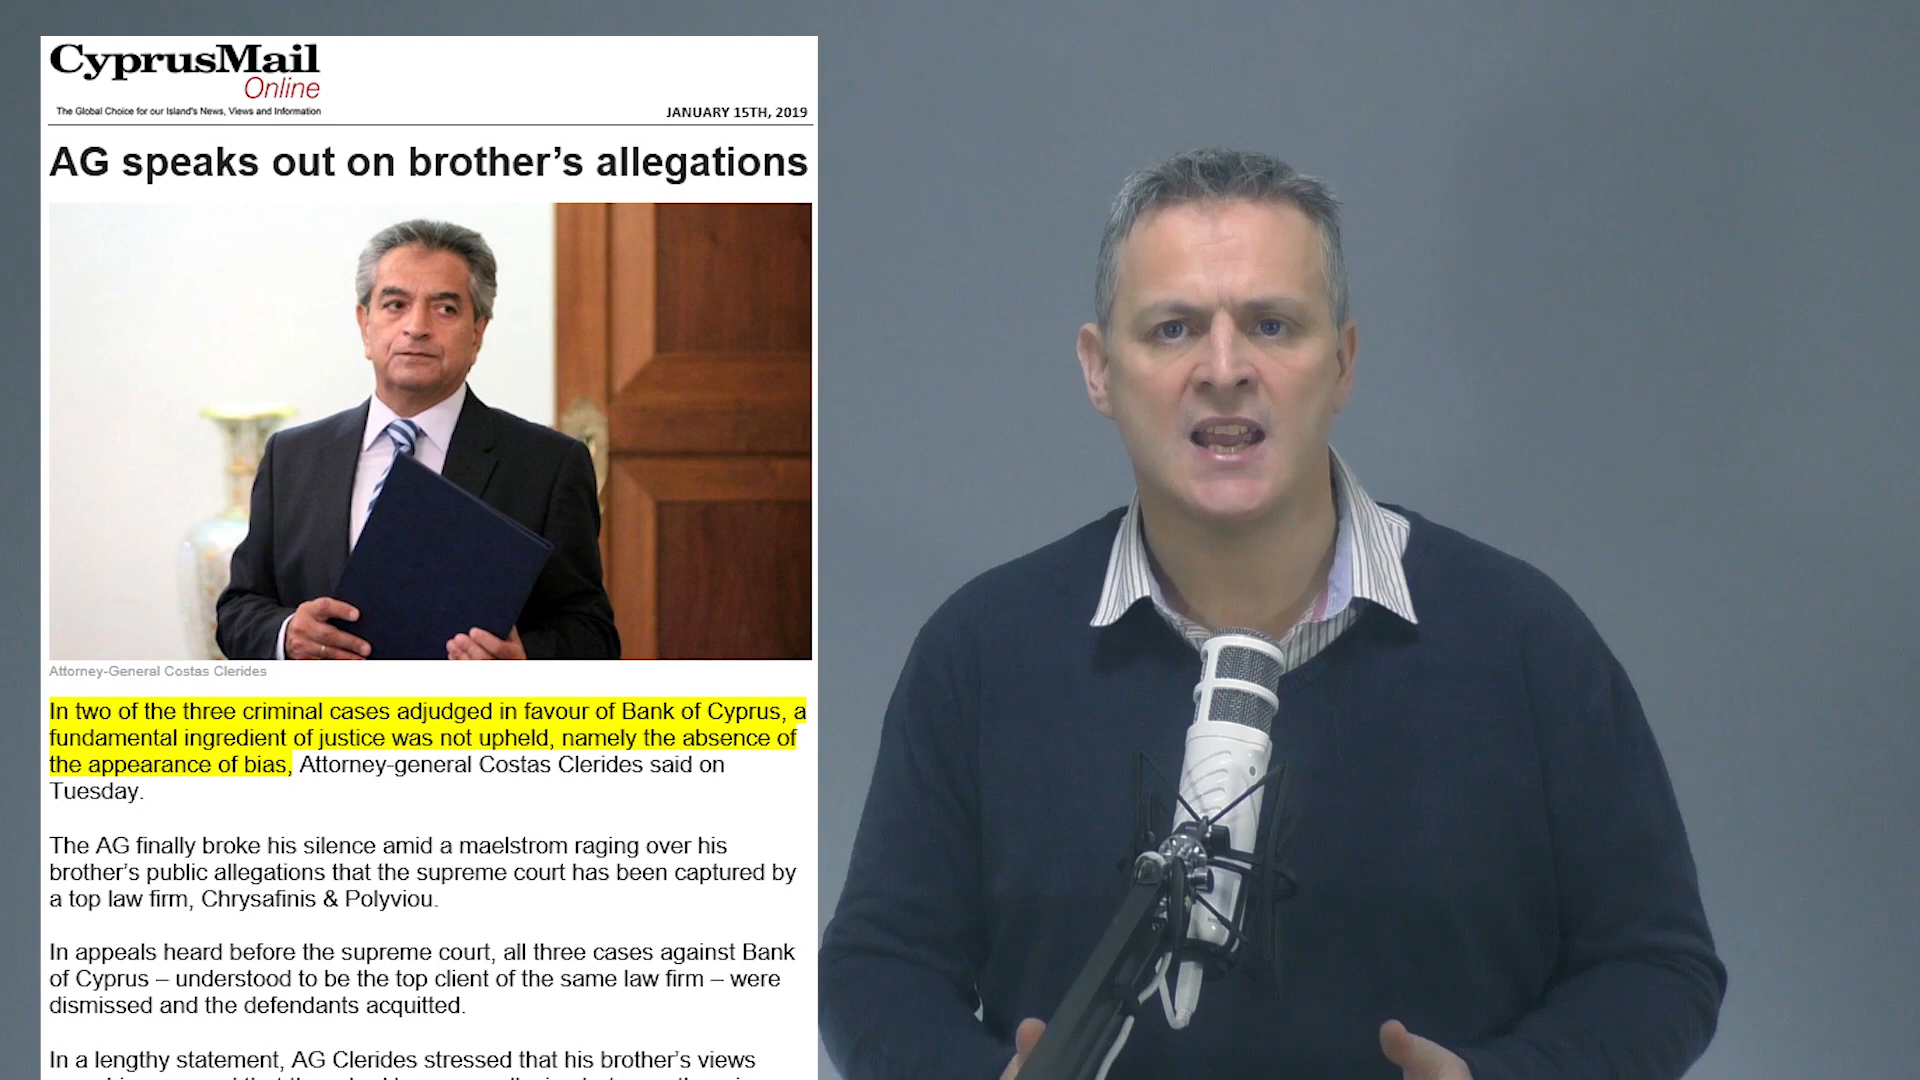 CyprusMail
Online
The Global Choice for our Island's News, Views and Information
JANUARY 15TH, 2019
AG speaks out on brother’s allegations
Attorney-General Costas Clerides
In two of the three criminal cases adjudged in favour of Bank of Cyprus, a
fundamental ingredient of justice was not upheld, namely the absence of
the appearance of bias, Attorney-general Costas Clerides said on
Tuesday.
The AG finally broke his silence amid a maelstrom raging over his
brother’s public allegations that the supreme court has been captured by
a top law firm, Chrysafinis & Polyviou.
In appeals heard before the supreme court, all three cases against Bank
of Cyprus – understood to be the top client of the same law firm – were
dismissed and the defendants acquitted.
In a lengthy statement, AG Clerides stressed that his brother’s views